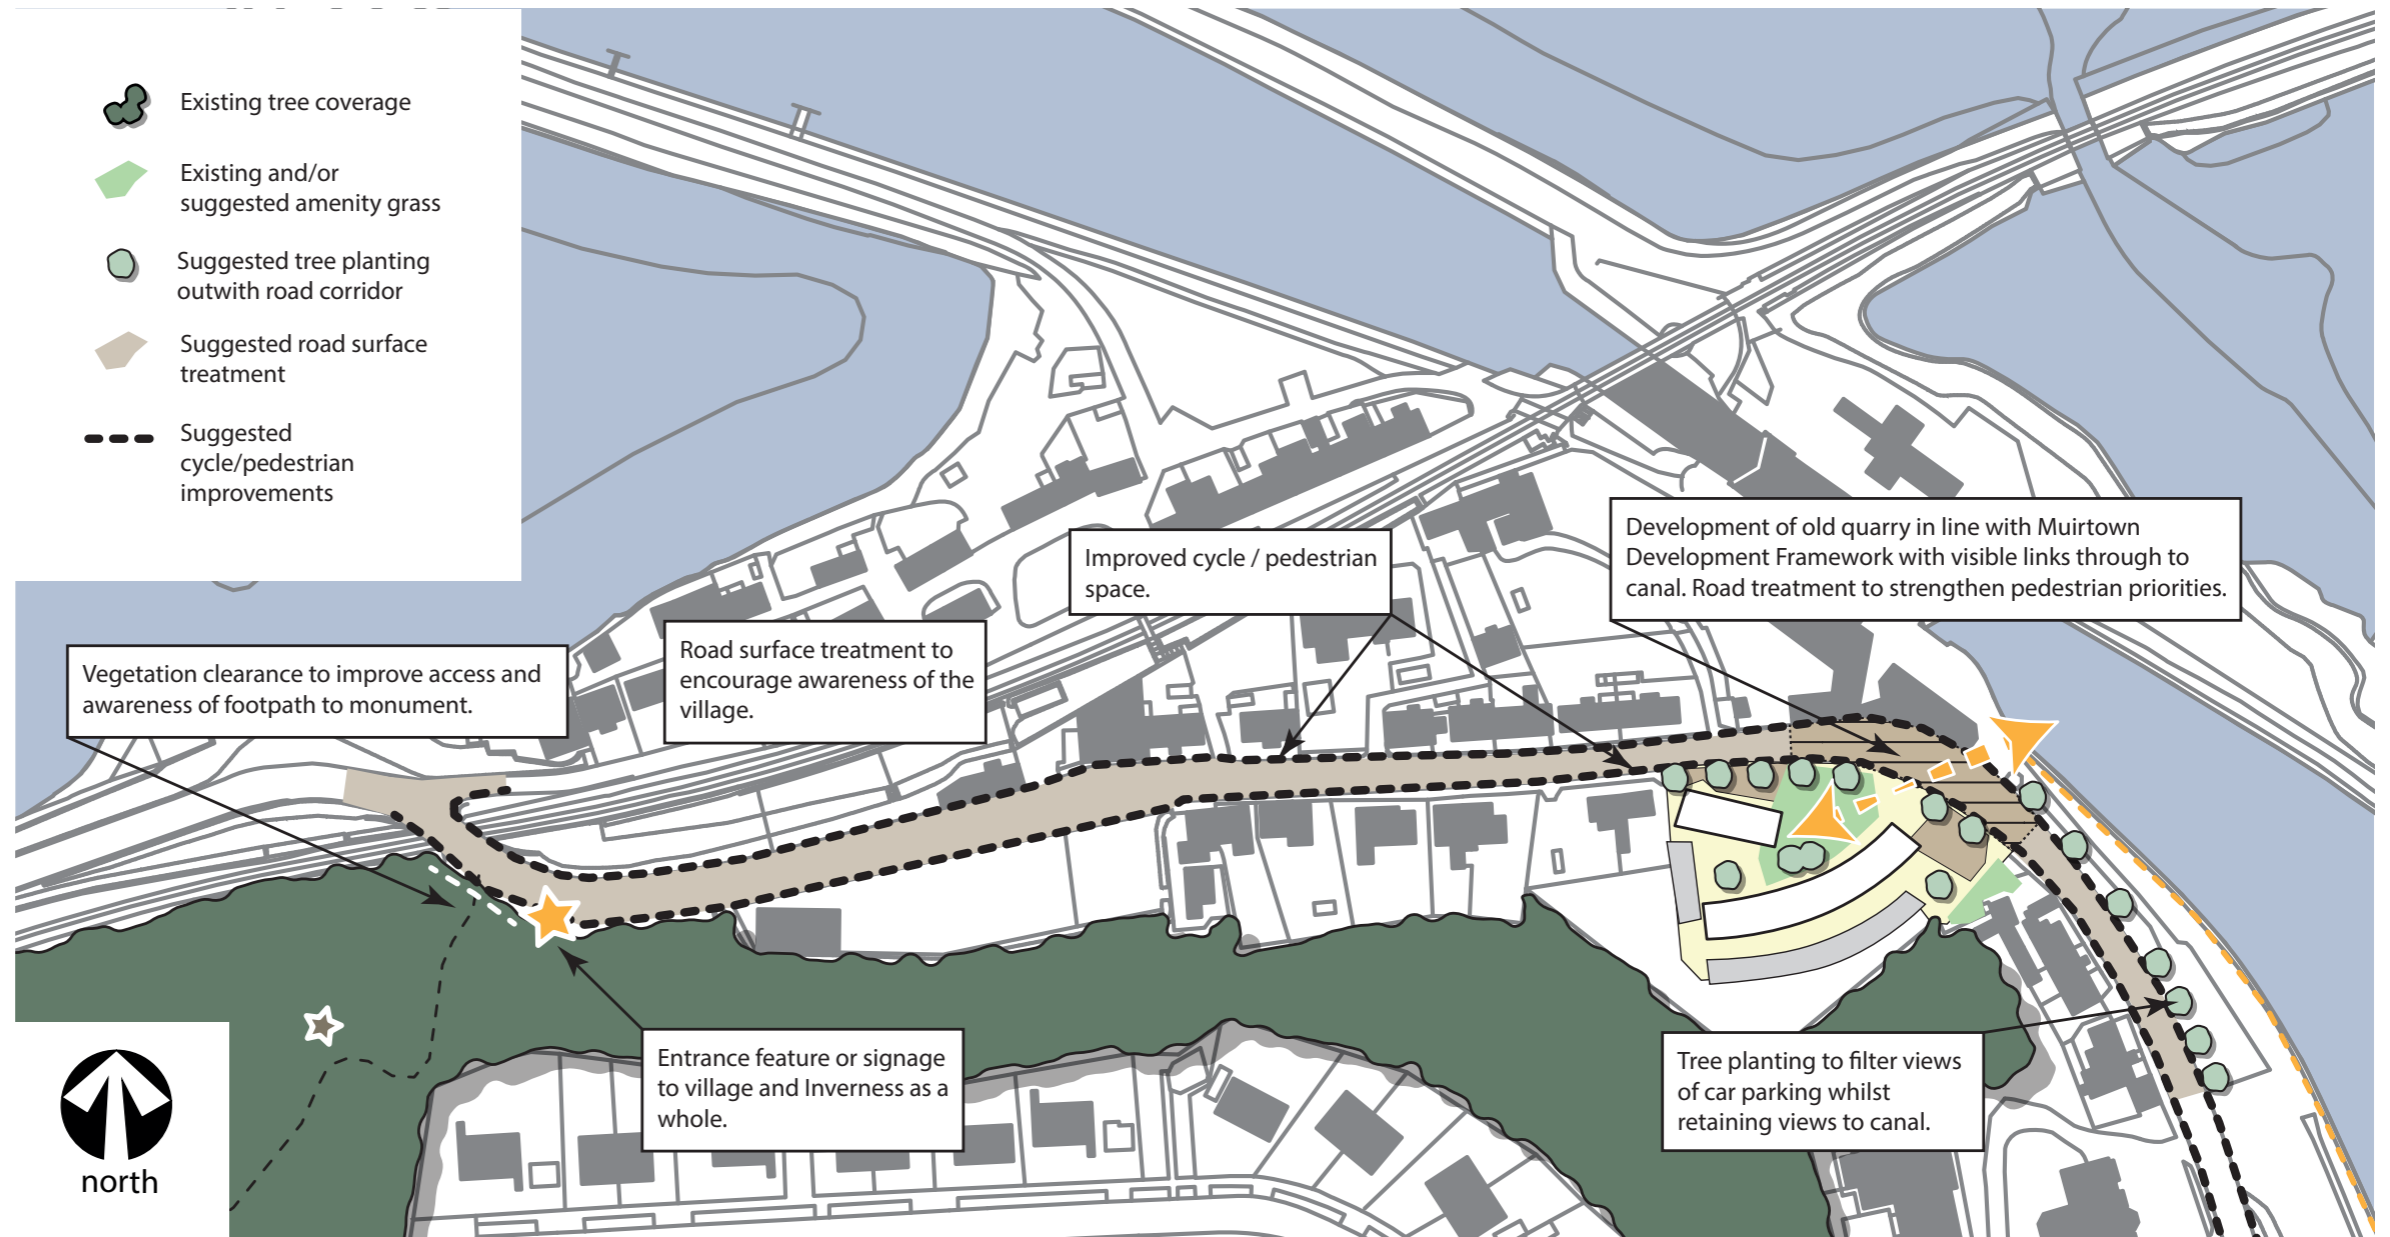 Existing tree coverage
Existing and/or
suggested amenity grass
Suggested tree planting
outwith road corridor
Suggested road surface
treatment
Suggested
cycle/pedestrian
improvements
Development of old quarry in line with Muirtown
Development Framework with visible links through to
canal. Road treatment to strengthen pedestrian priorities.
Improved cycle / pedestrian
space.
Road surface treatment to
encourage awareness of the
village.
Vegetation clearance to improve access and
awareness of footpath to monument.
Entrance feature or signage
to village and Inverness as a
whole.
Tree planting to filter views
of car parking whilst
retaining views to canal.
north